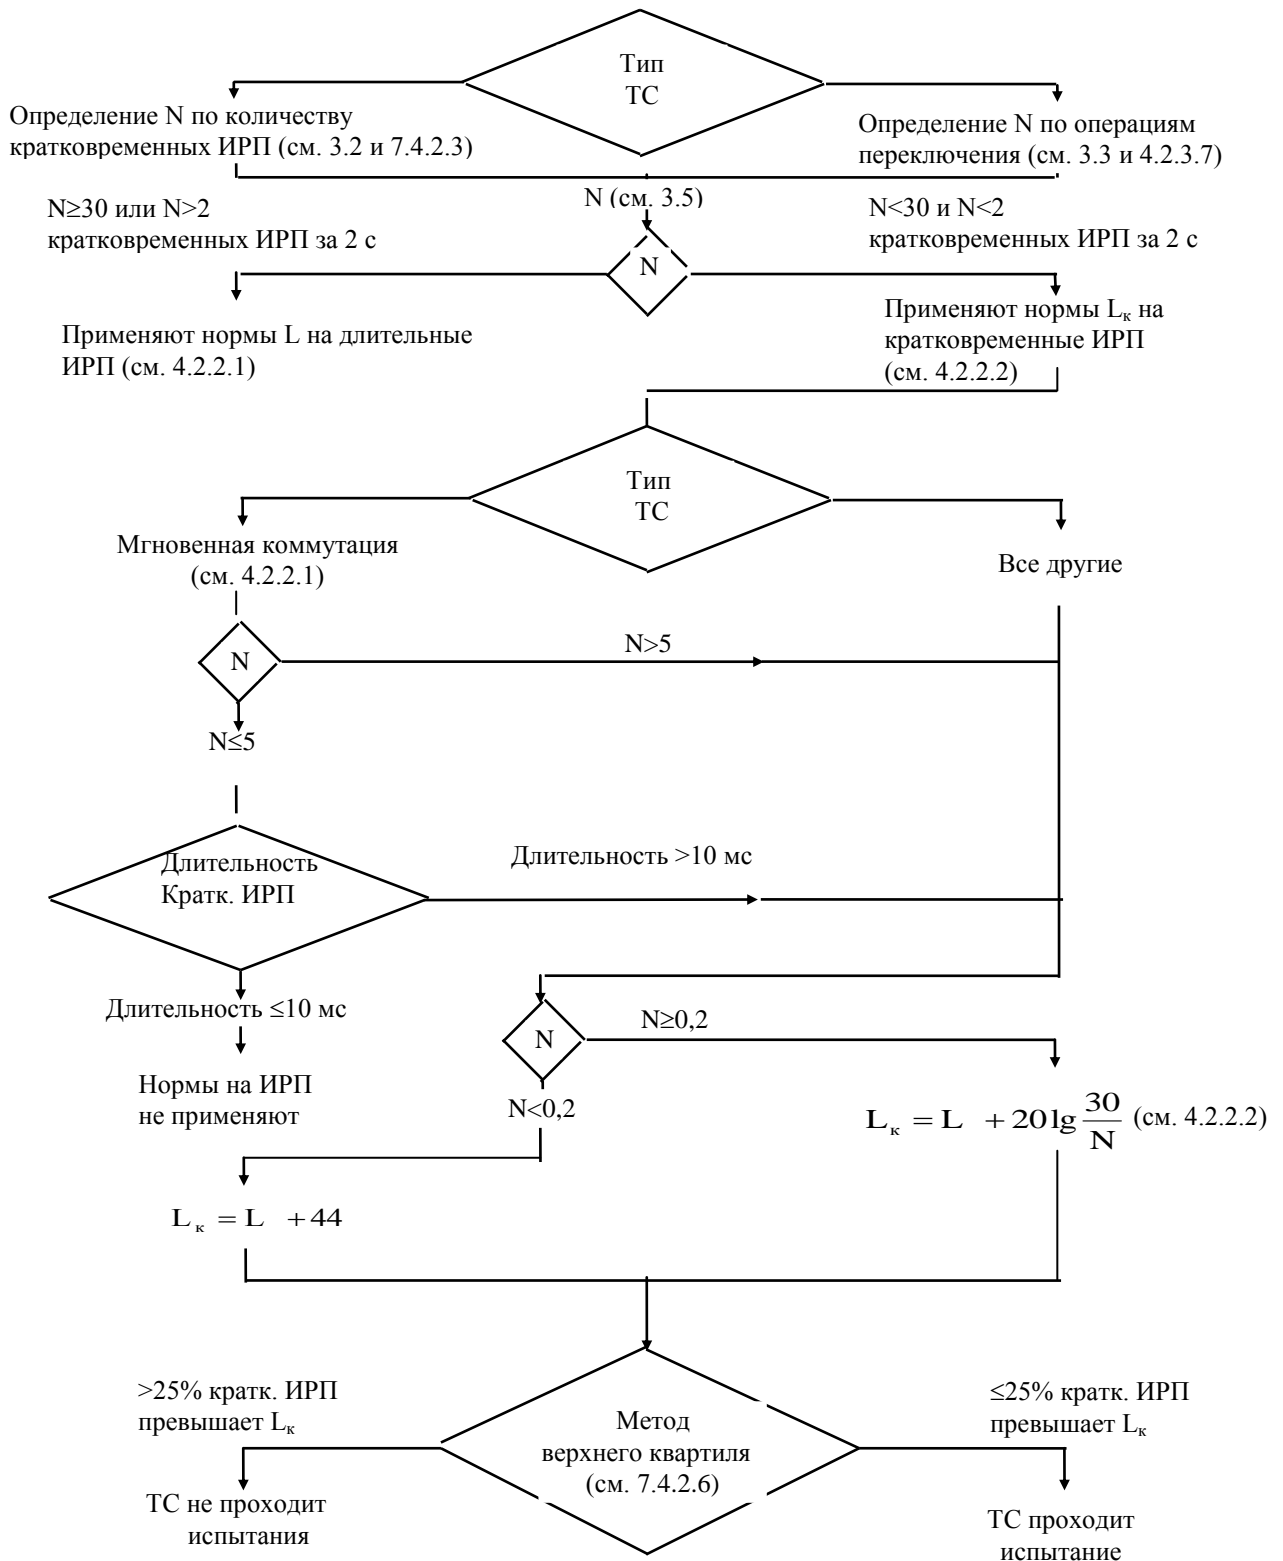 Тип
ТС
Определение N по количеству
кратковременных ИРП (см. 3.2 и 7.4.2.3)
Определение N по операциям
переключения (см. 3.3 и 4.2.3.7)
N (см. 3.5)
N≥30 или N>2
кратковременных ИРП за 2 с
N<30 и N<2
кратковременных ИРП за 2 с
N
Применяют нормы L на длительные
ИРП (см. 4.2.2.1)
Применяют нормы Lк на
кратковременные ИРП
(см. 4.2.2.2)
Тип
ТС
Мгновенная коммутация
(см. 4.2.2.1)
Все другие
N
N>5
N≤5
Длительность
Кратк. ИРП
Длительность >10 мс
Длительность ≤10 мс
Нормы на ИРП
не применяют
N
N≥0,2
N<0,2
Lк = L + 20 lg 30/N (см. 4.2.2.2)
Lк = L + 44
>25% кратк. ИРП
превышает Lк
≤25% кратк. ИРП
превышает Lк
Метод
верхнего квартиля
(см. 7.4.2.6)
ТС не проходит
испытания
ТС проходит
испытание